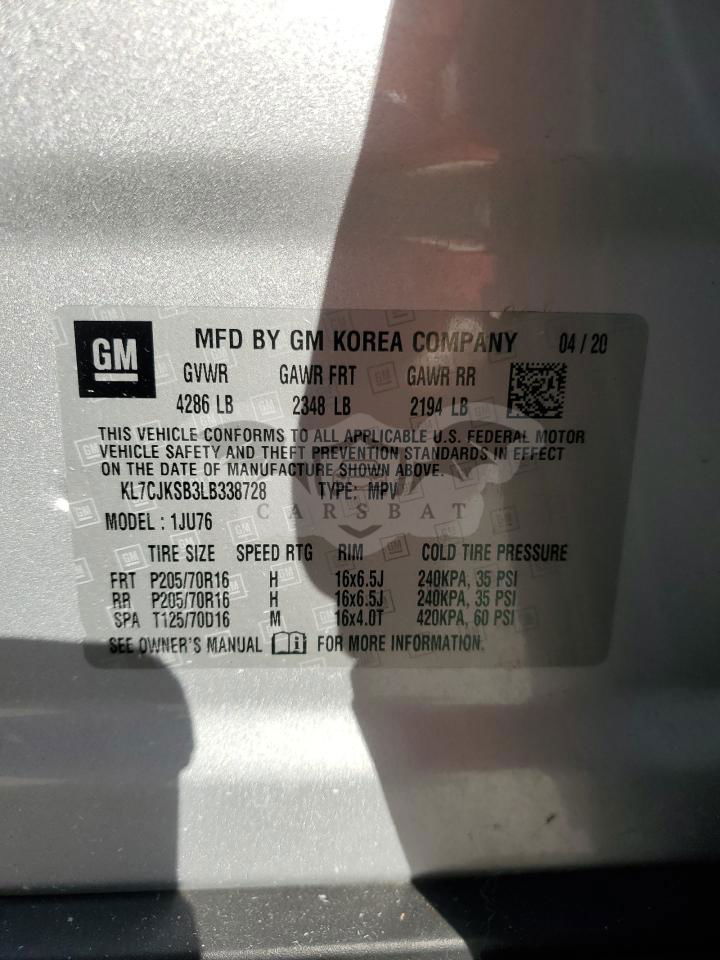 GM MFD BY GM KOREA COMPANY 04 / 20
GVWR GAWR FRT GAWR RR
4286 LB 2348 LB 2194 LB
THIS VEHICLE CONFORMS TO ALL APPLICABLE U.S. FEDERAL MOTOR
VEHICLE SAFETY AND THEFT PREVENTION STANDARDS IN EFFECT
ON THE DATE OF MANUFACTURE SHOWN ABOVE.
KL7CJKSB3LB338728 TYPE: MPV
CARSBAT
MODEL : 1JU76
TIRE SIZE SPEED RTG RIM COLD TIRE PRESSURE
FRT P205/70R16 H 16x6.5J 240KPA, 35 PSI
RR P205/70R16 H 16x6.5J 240KPA, 35 PSI
SPA T125/70D16 M 16x4.0T 420KPA, 60 PSI
SEE OWNER'S MANUAL i FOR MORE INFORMATION.